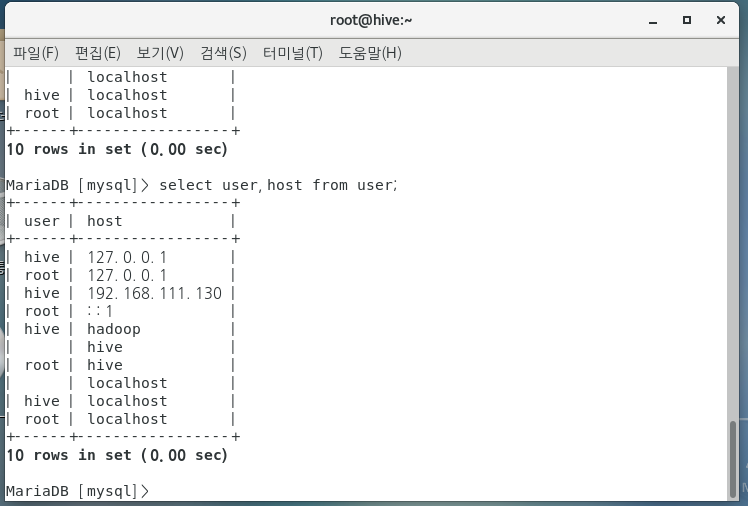 root@hive:~
파일(F) 편집(E) 보기(V) 검색(S) 터미널(T) 도움말(H)
|      | localhost       |
| hive | localhost       |
| root | localhost       |
+------+-----------------+
10 rows in set (0.00 sec)
MariaDB [mysql]> select user,host from user;
+------+-----------------+
| user | host            |
+------+-----------------+
| hive | 127.0.0.1       |
| root | 127.0.0.1       |
| hive | 192.168.111.130 |
| root | ::1             |
| hive | hadoop          |
|      | hive            |
| root | hive            |
|      | localhost       |
| hive | localhost       |
| root | localhost       |
+------+-----------------+
10 rows in set (0.00 sec)
MariaDB [mysql]>